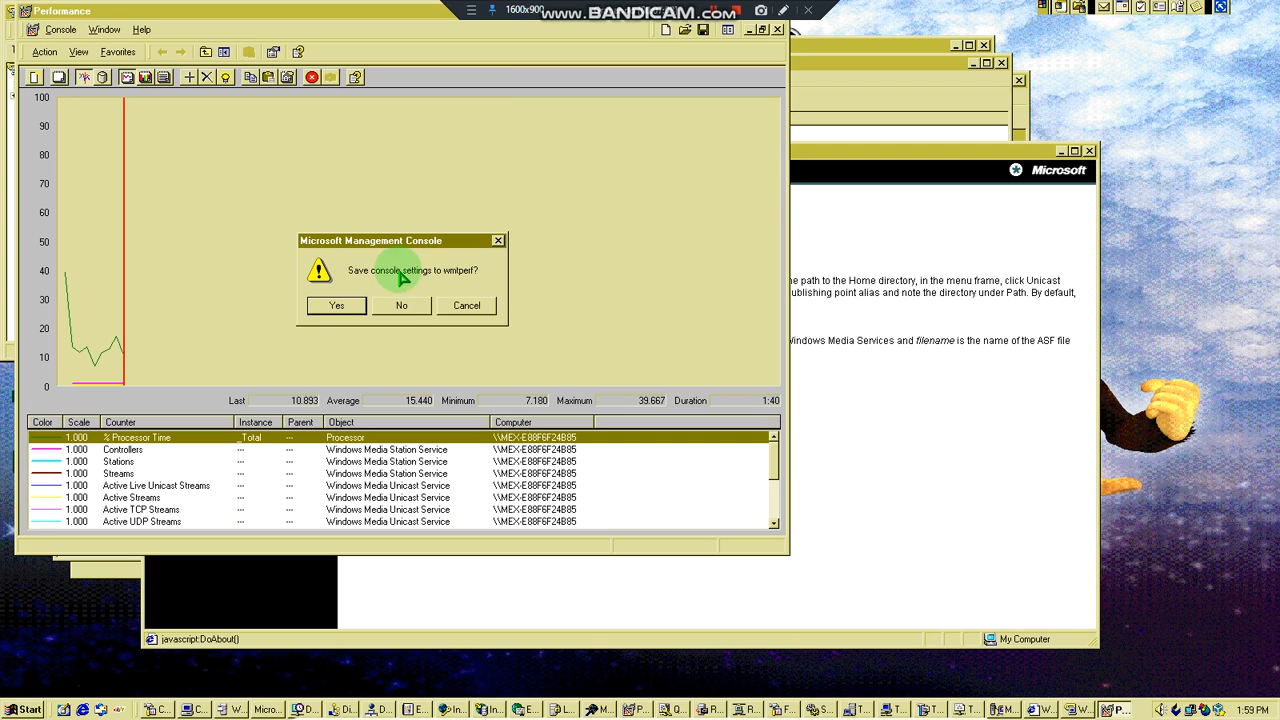 Performance
1600x900
www.BANDICAM.com
Console Window Help
Action View Favorites
100
90
80
70
60
50
40
30
20
10
0
Microsoft Management Console
Save console settings to wmtperf?
Yes No Cancel
Microsoft
the path to the Home directory, in the menu frame, click Unicast
ublishing point alias and note the directory under Path. By default,
Windows Media Services and filename is the name of the ASF file
Last 10.893 Average 15.440 Minimum 7.180 Maximum 39.667 Duration 1:40
Color Scale Counter Instance Parent Object Computer
1.000 % Processor Time _Total --- Processor \\MEX-E88F6F24B85
1.000 Controllers --- --- Windows Media Station Service \\MEX-E88F6F24B85
1.000 Stations --- --- Windows Media Station Service \\MEX-E88F6F24B85
1.000 Streams --- --- Windows Media Station Service \\MEX-E88F6F24B85
1.000 Active Live Unicast Streams --- --- Windows Media Unicast Service \\MEX-E88F6F24B85
1.000 Active Streams --- --- Windows Media Unicast Service \\MEX-E88F6F24B85
1.000 Active TCP Streams --- --- Windows Media Unicast Service \\MEX-E88F6F24B85
1.000 Active UDP Streams --- --- Windows Media Unicast Service \\MEX-E88F6F24B85
javascript:DoAbout() My Computer
Start C... C... W... Micro... D... Di... D... E... In... In... E... L... M... P... Q... R... R... F... S... T... T... T... T... M... W... W... P... 1:59 PM